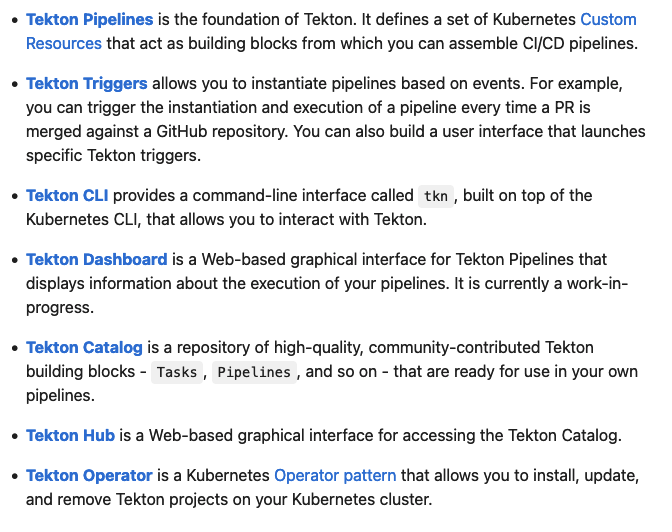 • Tekton Pipelines is the foundation of Tekton. It defines a set of Kubernetes Custom
Resources that act as building blocks from which you can assemble CI/CD pipelines.
• Tekton Triggers allows you to instantiate pipelines based on events. For example,
you can trigger the instantiation and execution of a pipeline every time a PR is
merged against a GitHub repository. You can also build a user interface that launches
specific Tekton triggers.
• Tekton CLI provides a command-line interface called tkn, built on top of the
Kubernetes CLI, that allows you to interact with Tekton.
• Tekton Dashboard is a Web-based graphical interface for Tekton Pipelines that
displays information about the execution of your pipelines. It is currently a work-in-
progress.
• Tekton Catalog is a repository of high-quality, community-contributed Tekton
building blocks - Tasks, Pipelines, and so on - that are ready for use in your own
pipelines.
• Tekton Hub is a Web-based graphical interface for accessing the Tekton Catalog.
• Tekton Operator is a Kubernetes Operator pattern that allows you to install, update,
and remove Tekton projects on your Kubernetes cluster.